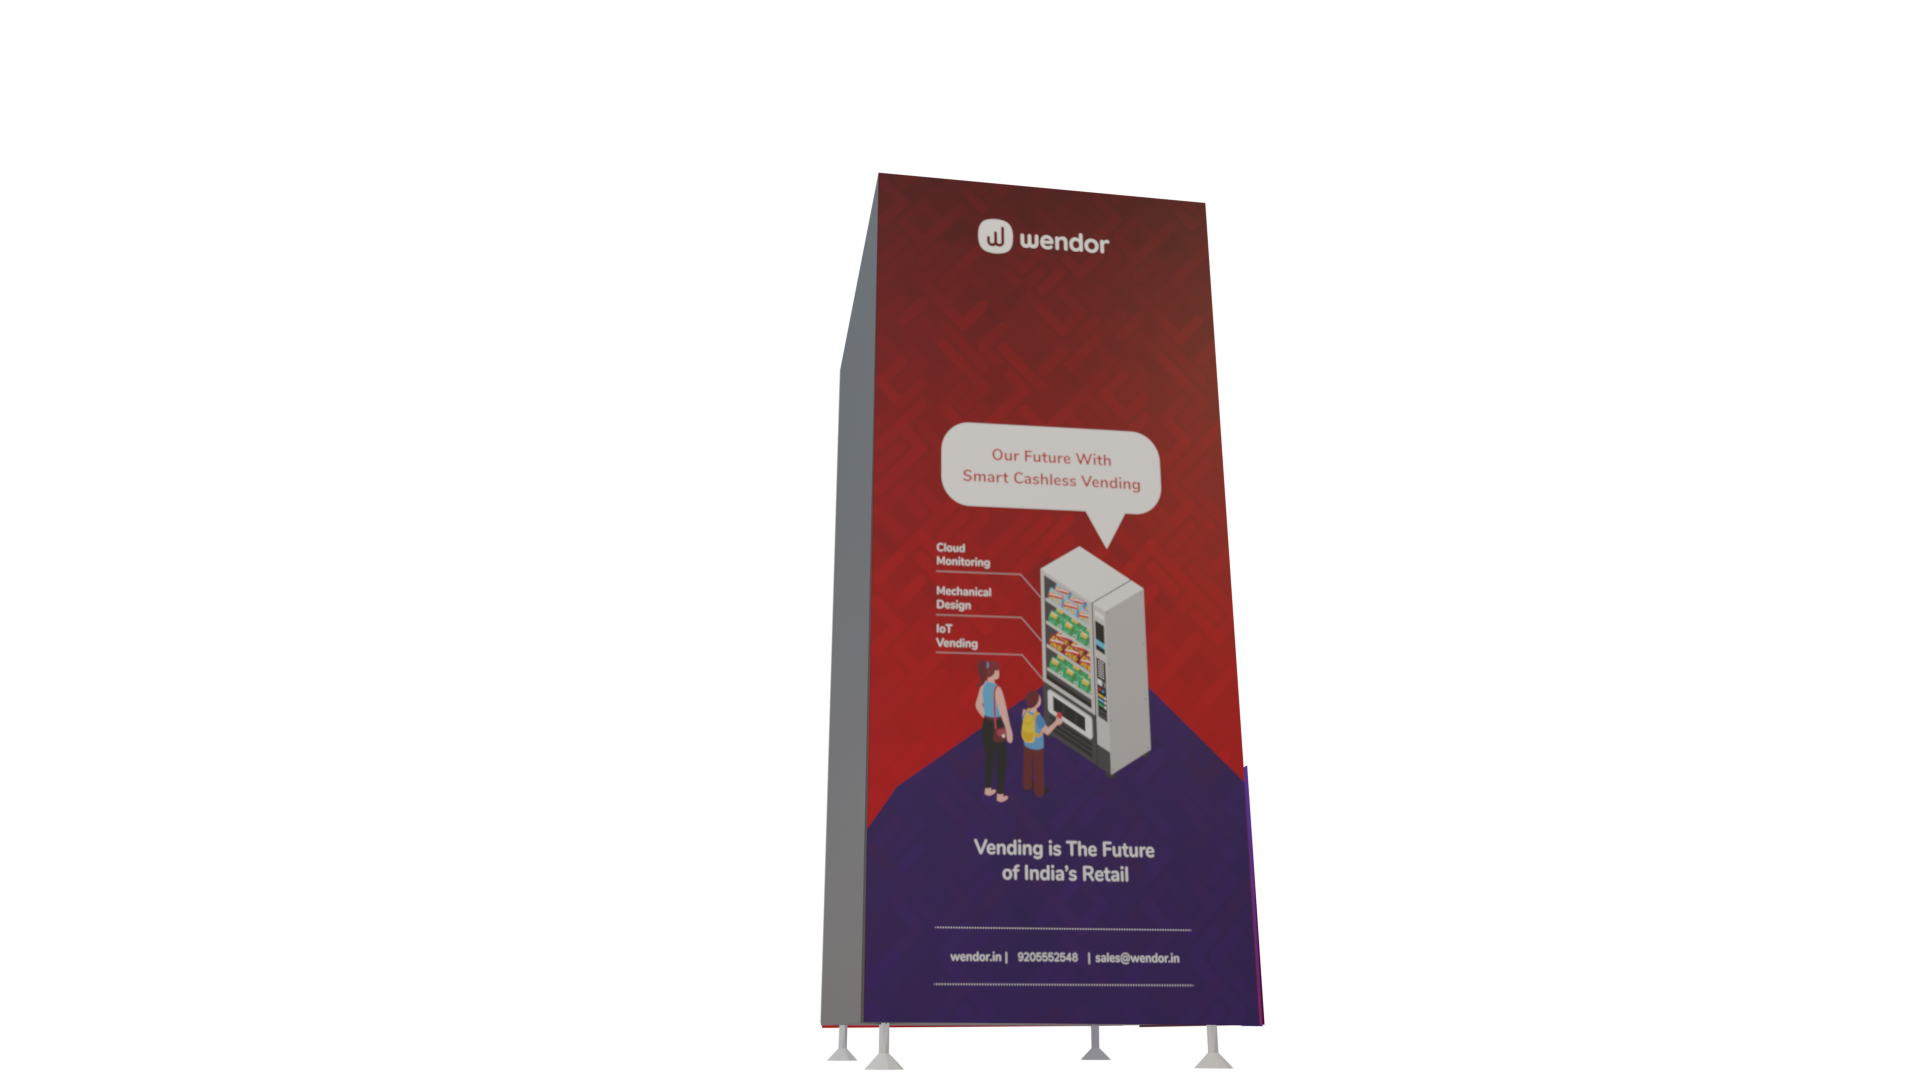 wendor
Our Future With
Smart Cashless Vending
Cloud
Monitoring
Mechanical
Design
IoT
Vending
Vending is The Future
of India's Retail
wendor.in | 9205552548 | sales@wendor.in